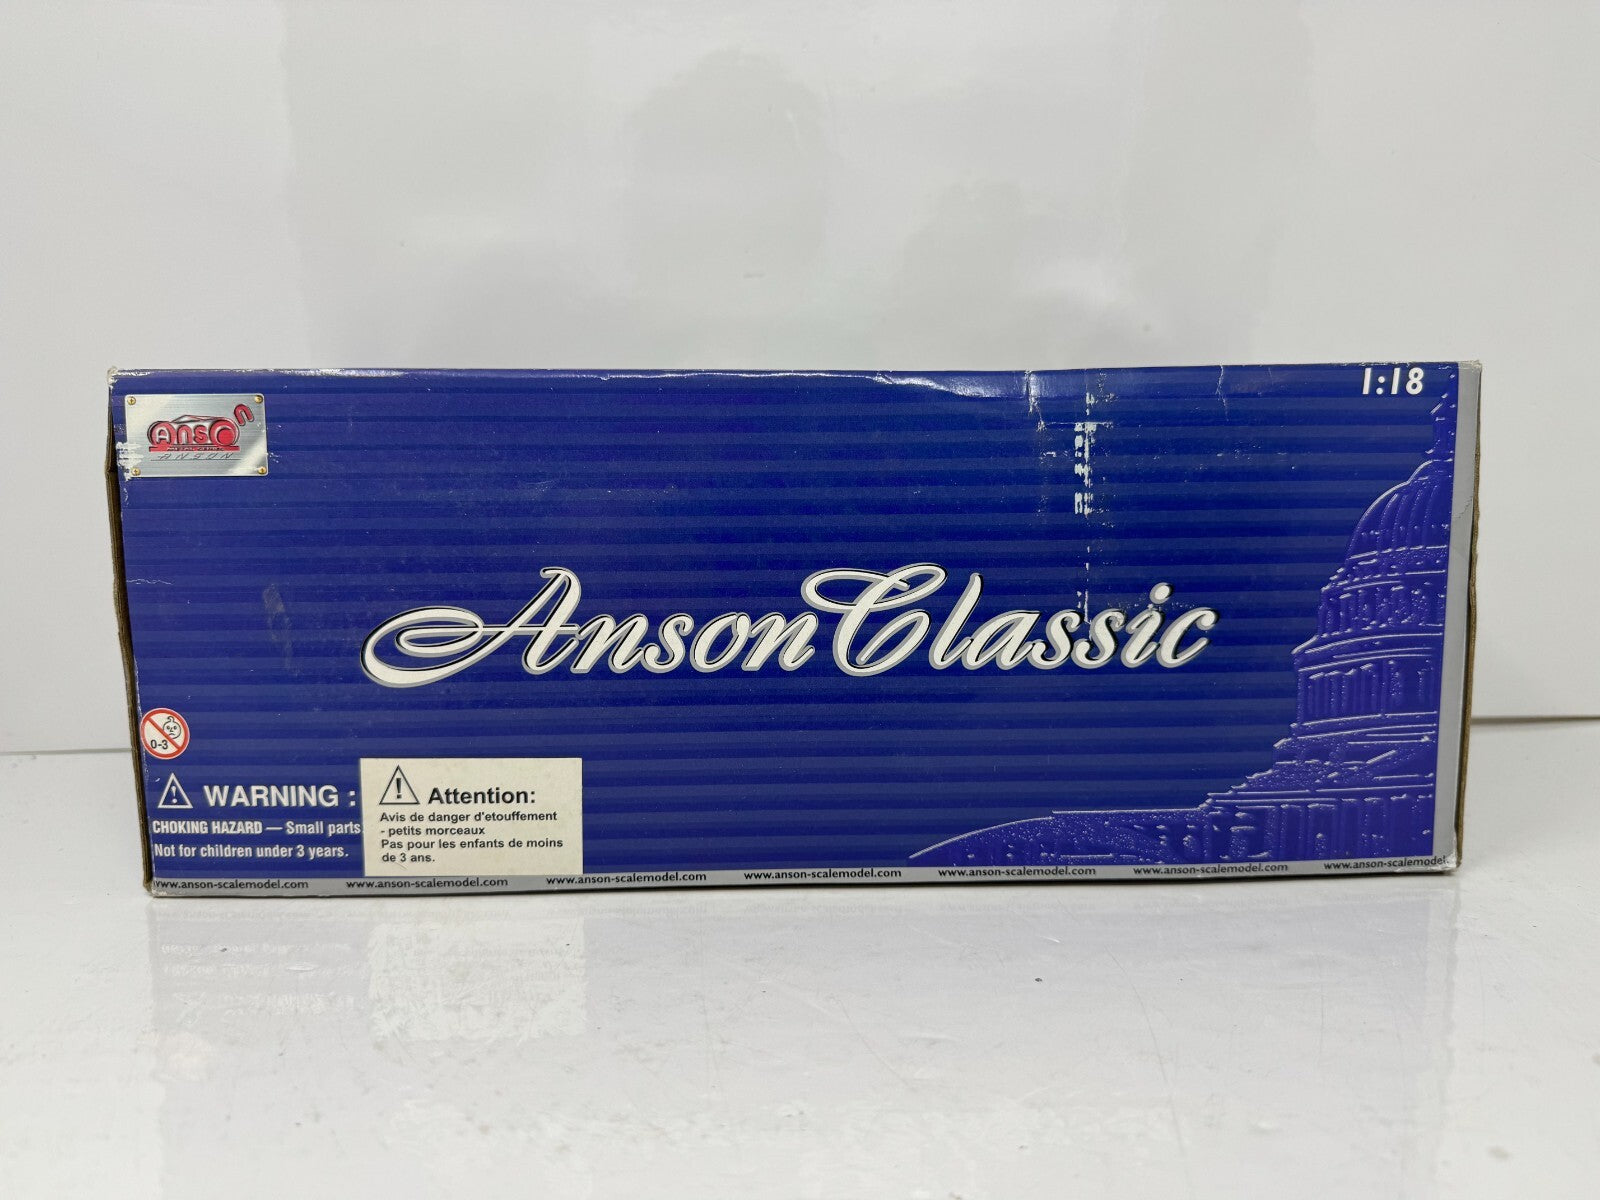 1:18
Anson
ANSON
Anson Classic
0-3
WARNING :
CHOKING HAZARD — Small parts
Not for children under 3 years.
Attention:
Avis de danger d'etouffement
- petits morceaux
Pas pour les enfants de moins
de 3 ans.
www.anson-scalemodel.com www.anson-scalemodel.com www.anson-scalemodel.com www.anson-scalemodel.com www.anson-scalemodel.com www.anson-scalemodel.com www.anson-scalemodel.com